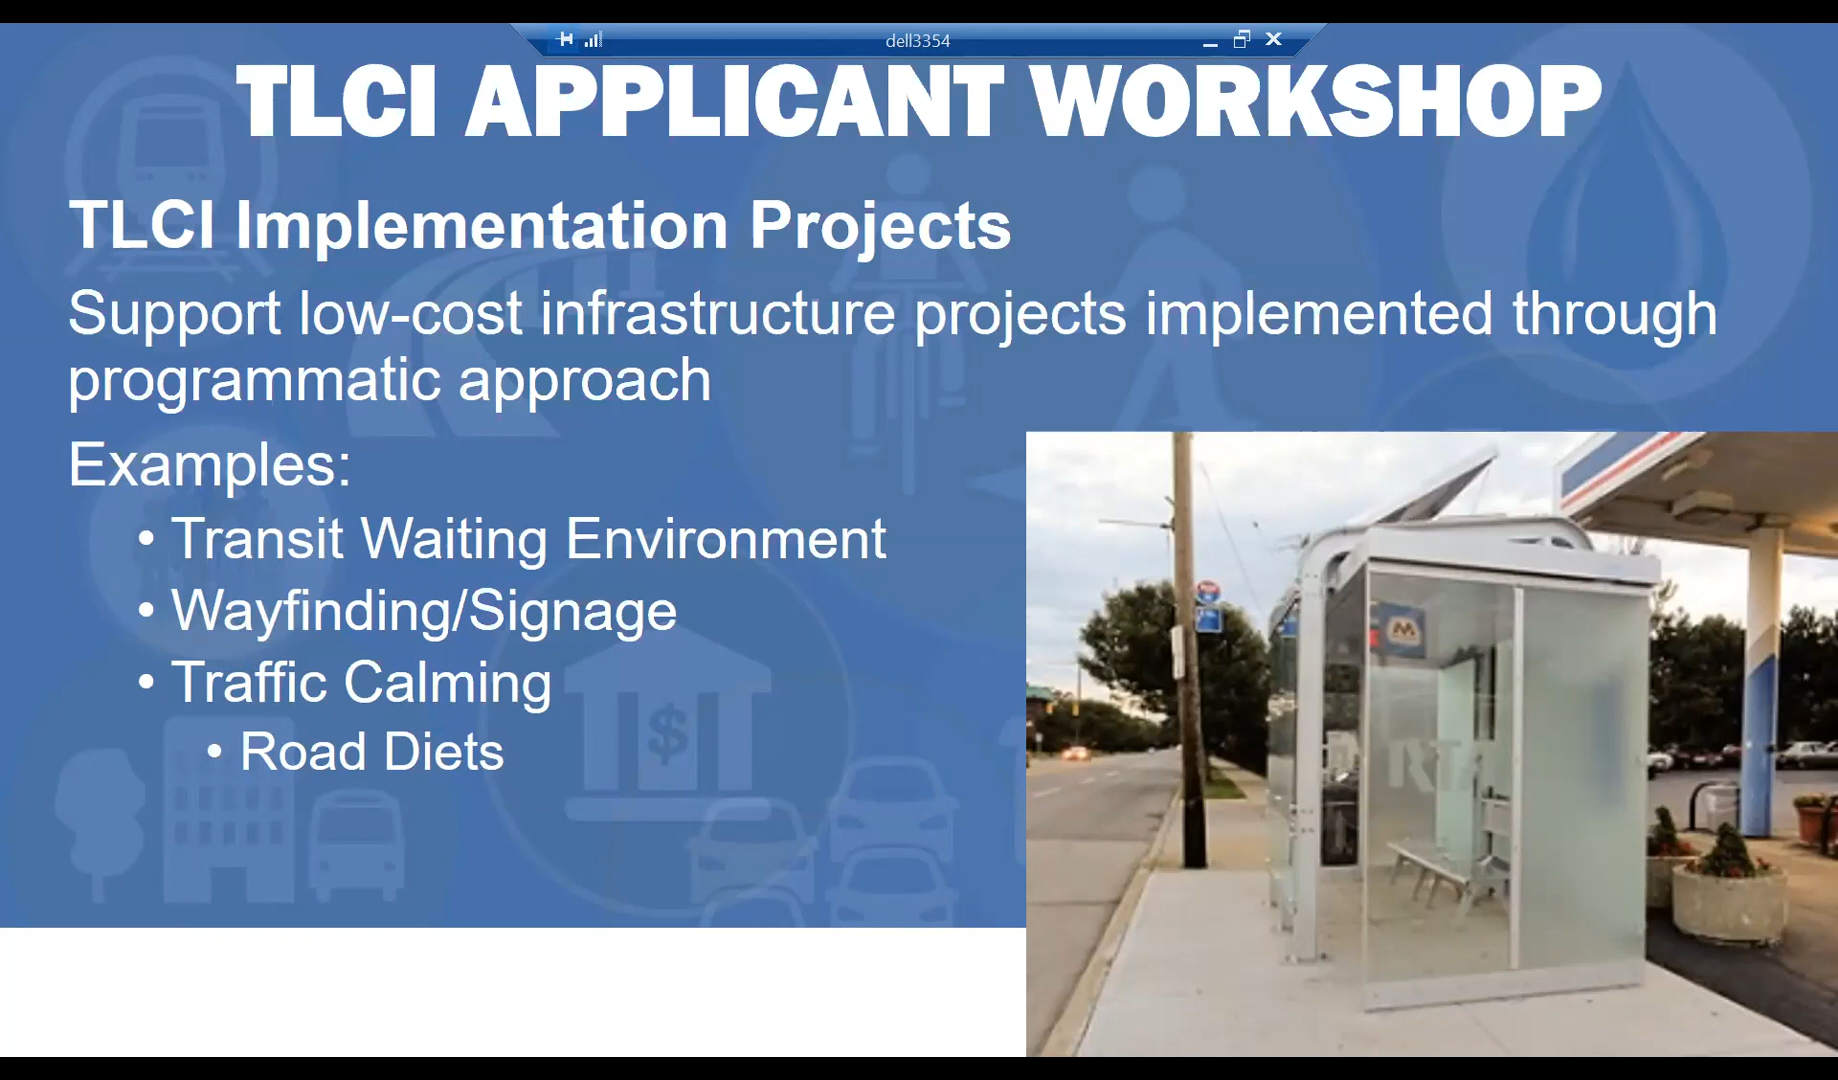 dell3354
TLCI APPLICANT WORKSHOP
TLCI Implementation Projects
Support low-cost infrastructure projects implemented through
programmatic approach
Examples:
• Transit Waiting Environment
• Wayfinding/Signage
• Traffic Calming
• Road Diets
$
M